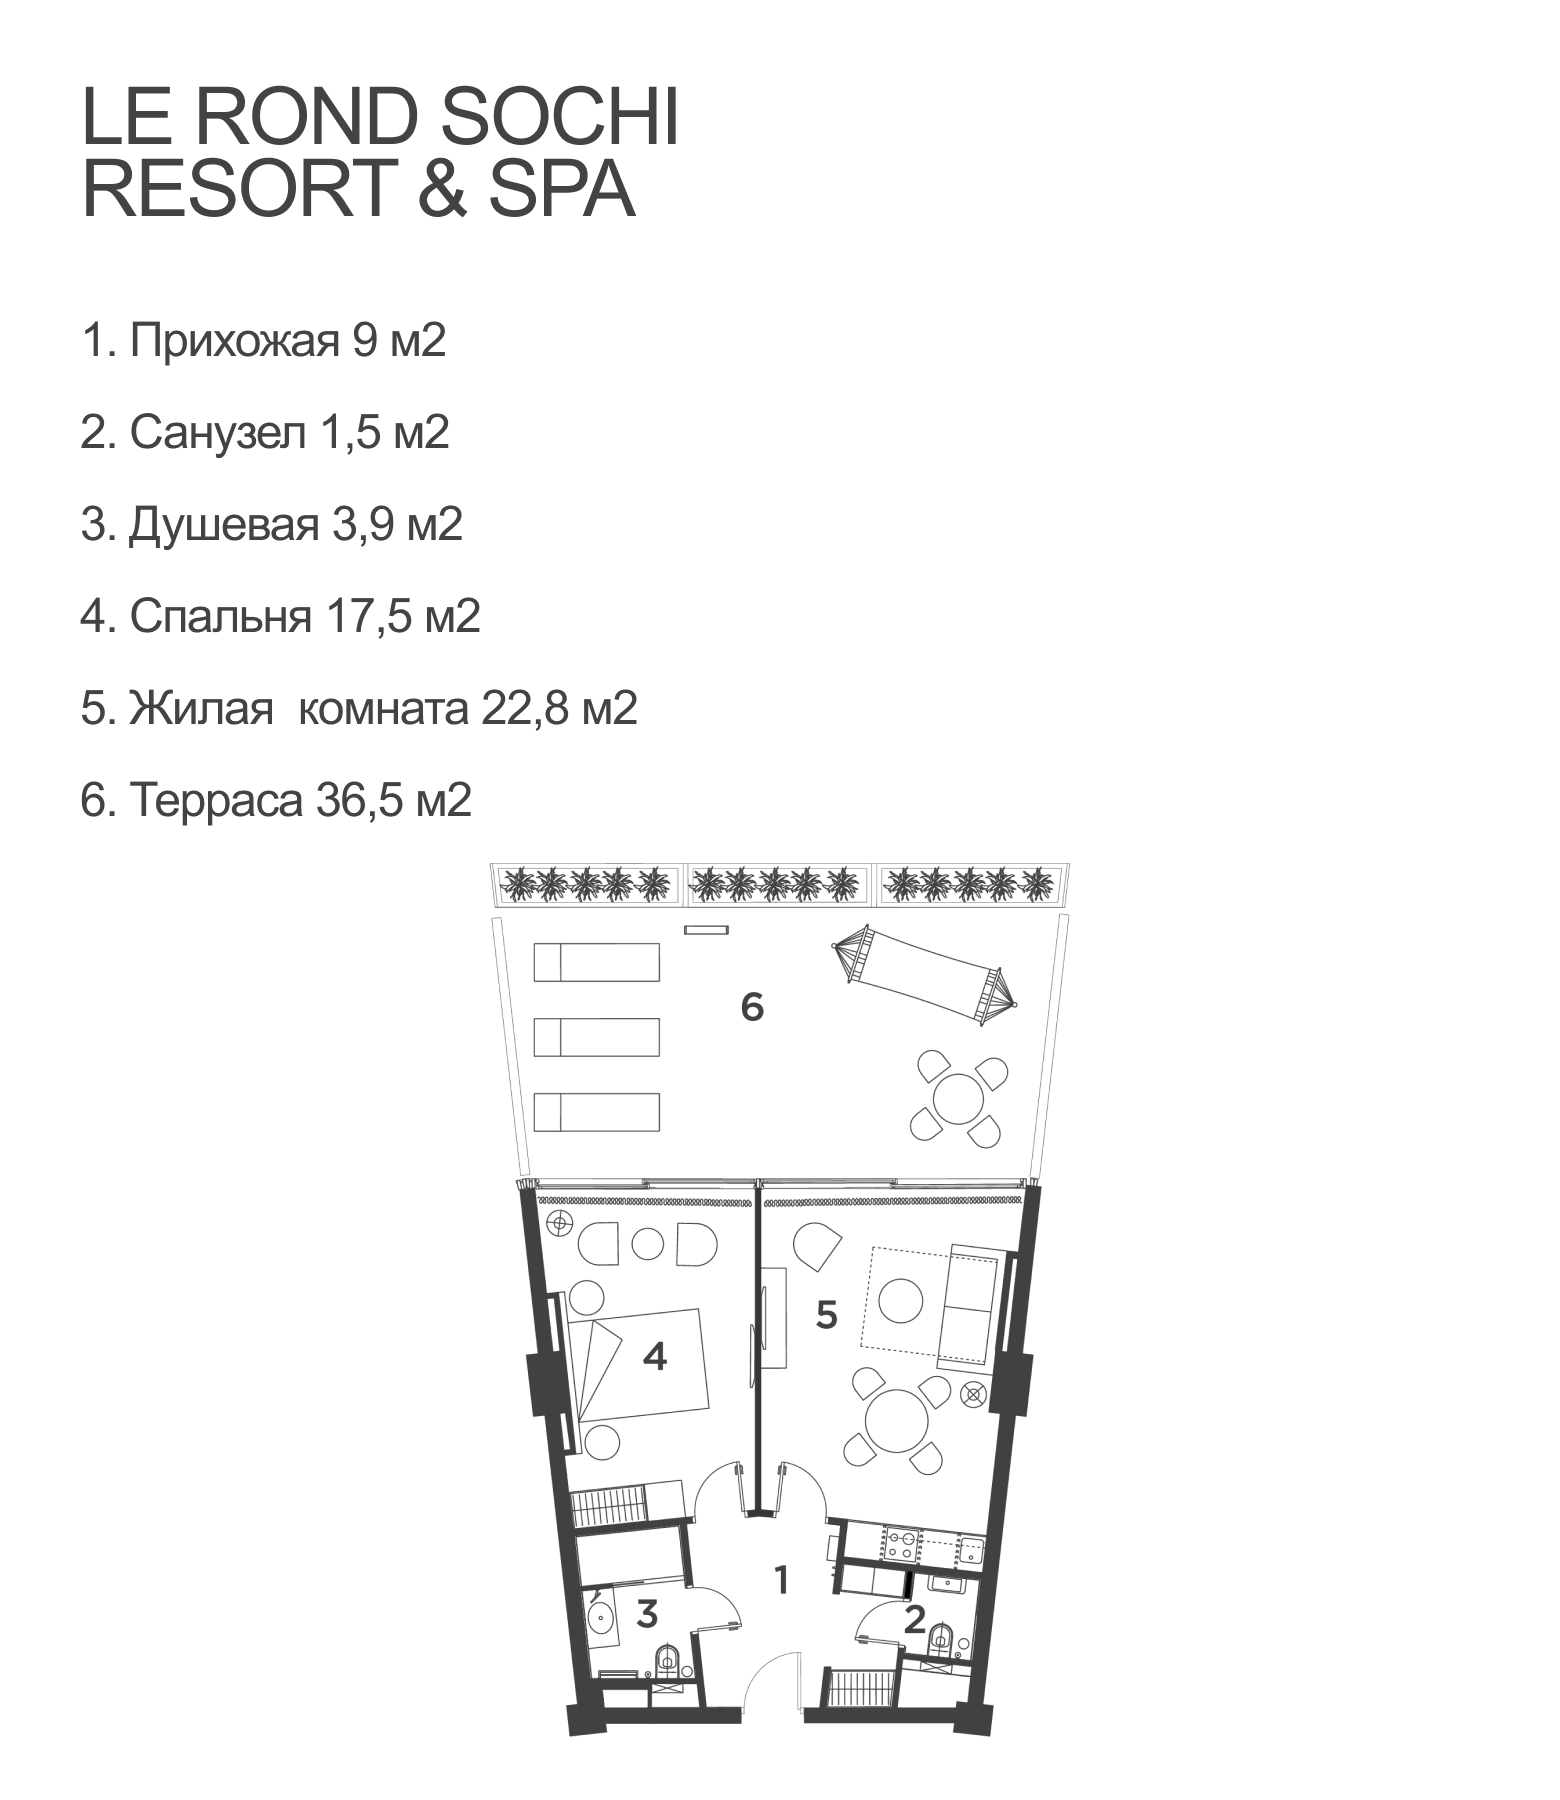 LE ROND SOCHI
RESORT & SPA
1. Прихожая 9 м2
2. Санузел 1,5 м2
3. Душевая 3,9 м2
4. Спальня 17,5 м2
5. Жилая  комната 22,8 м2
6. Терраса 36,5 м2
6
5
4
1
3
2